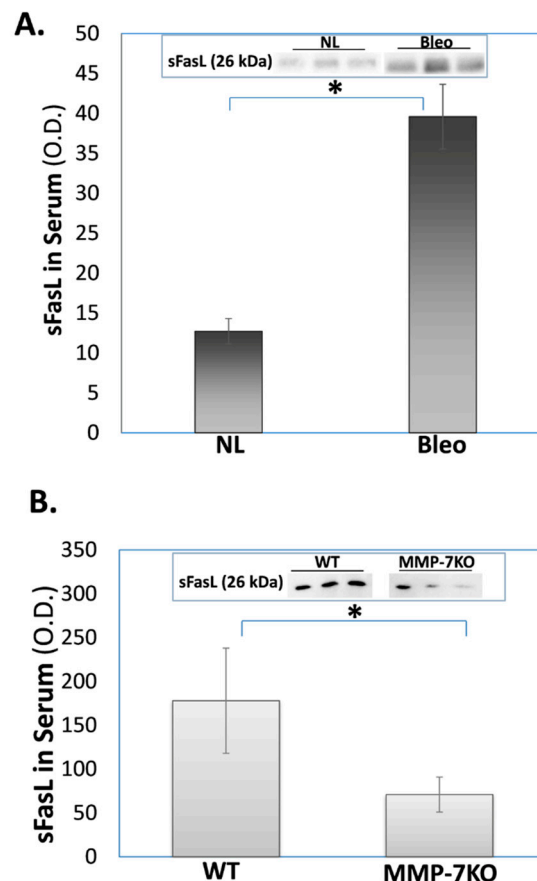 A.
50
45
40
35
30
25
20
15
10
5
0
sFasL in Serum (O.D.)
NL
Bleo
sFasL (26 kDa)
*
NL
Bleo
B.
350
300
250
200
150
100
50
0
sFasL in Serum (O.D.)
WT
MMP-7KO
sFasL (26 kDa)
*
WT
MMP-7KO